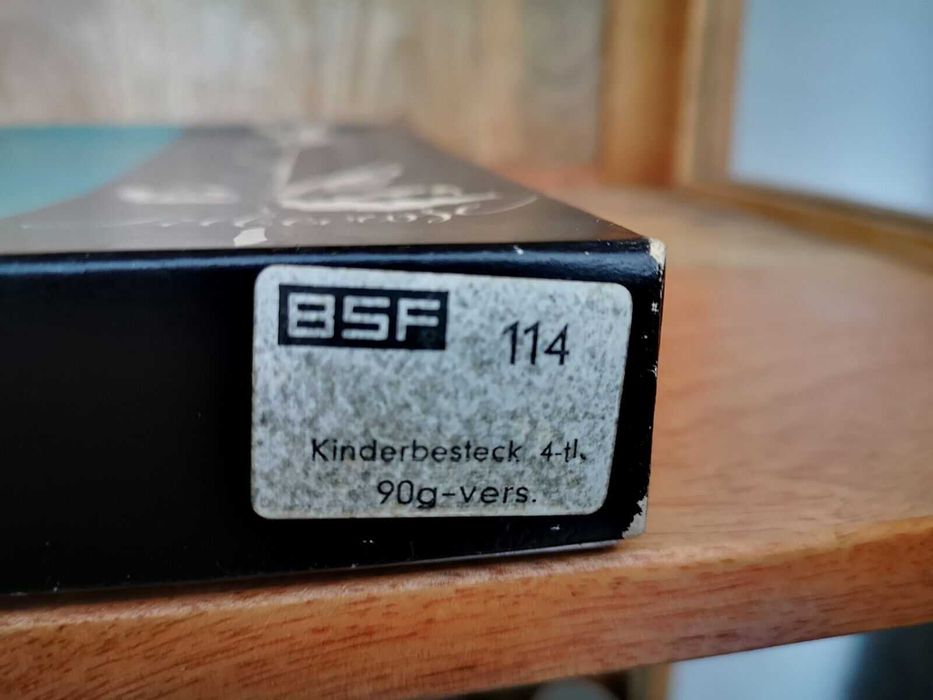 BSF 114
Kinderbesteck 4-tl.
90g-vers.